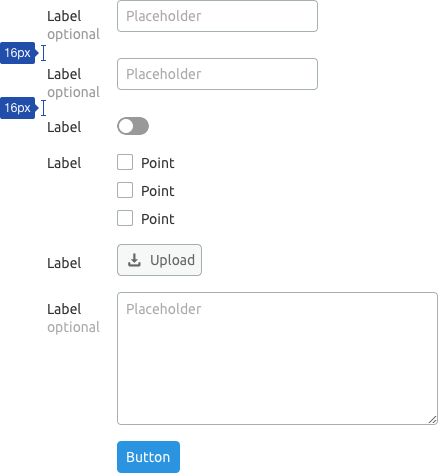 Label
Placeholder
optional
16px
Label
Placeholder
optional
16px
Label
Label
Point
Point
Point
Label
Upload
Label
Placeholder
optional
Button